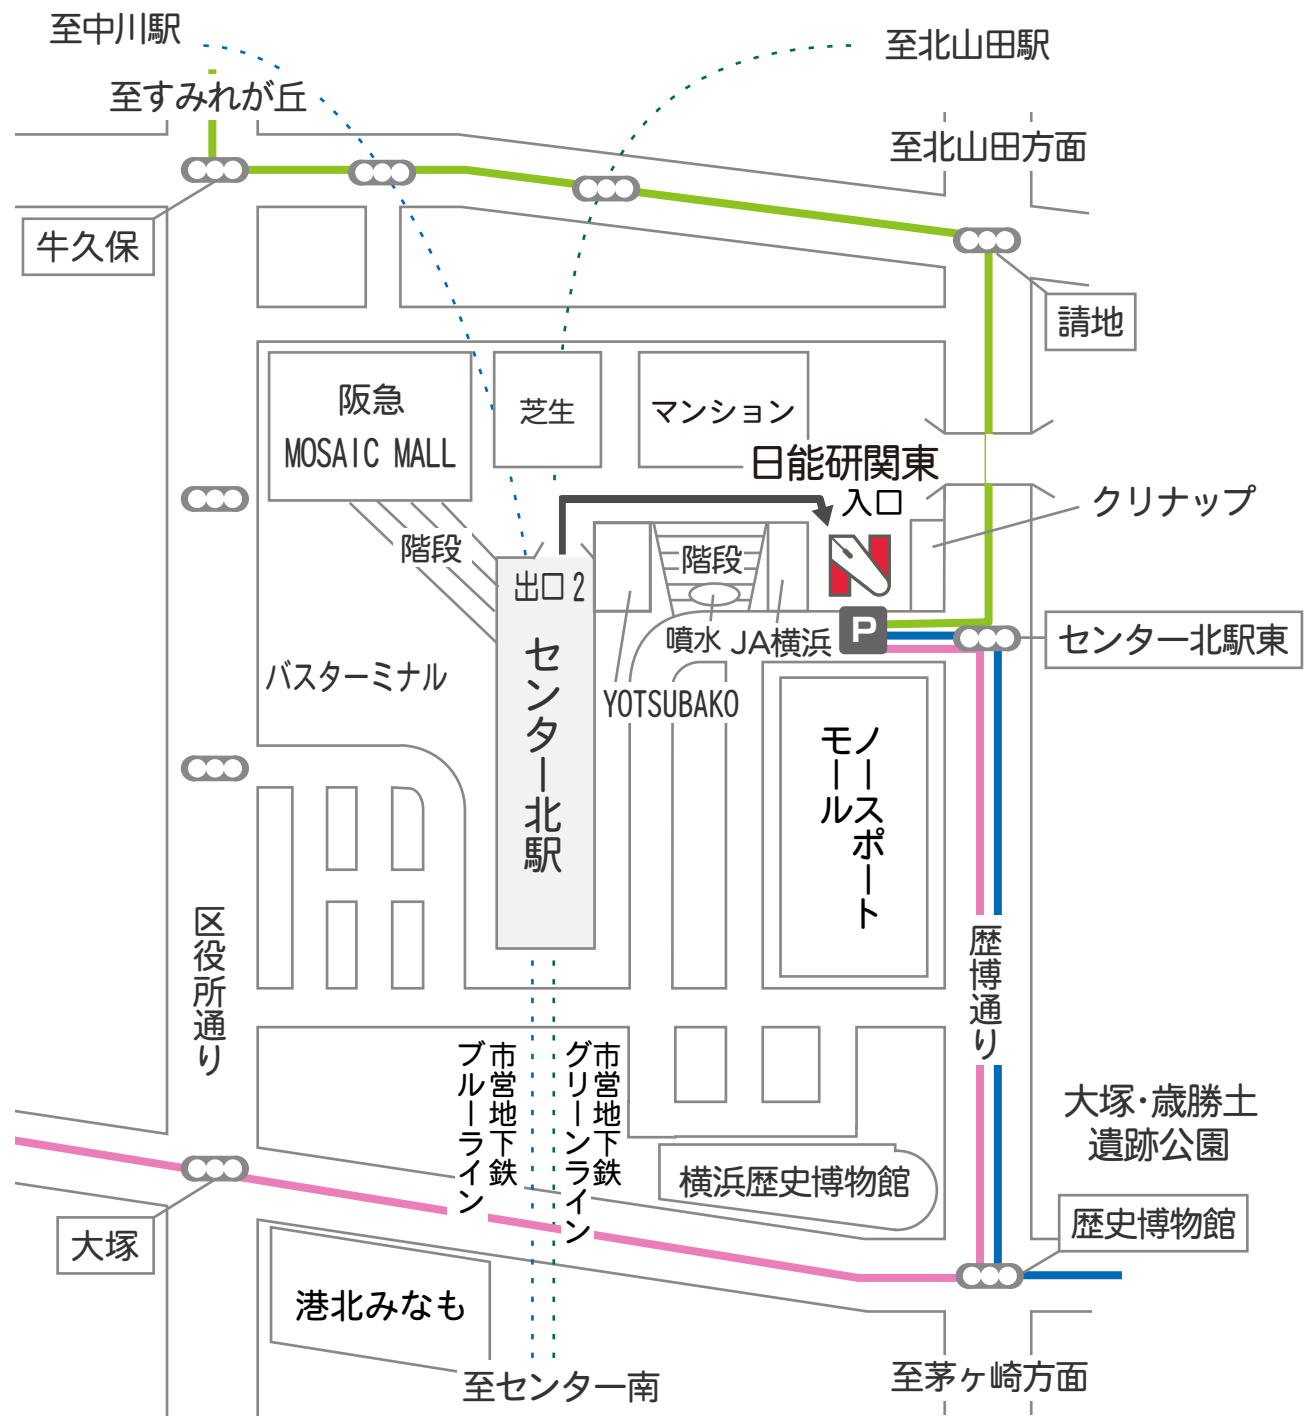 至中川駅
至北山田駅
至すみれが丘
至北山田方面
牛久保
請地
阪急
MOSAIC MALL
芝生
マンション
日能研関東
入口
クリナップ
階段
階段
出口 2
センター北駅
噴水
JA横浜
P
センター北駅東
バスターミナル
YOTSUBAKO
ノースポート
モール
区役所通り
歴博通り
市営地下鉄
ブルーライン
市営地下鉄
グリーンライン
大塚・歳勝土
遺跡公園
横浜歴史博物館
歴史博物館
大塚
港北みなも
至センター南
至茅ヶ崎方面